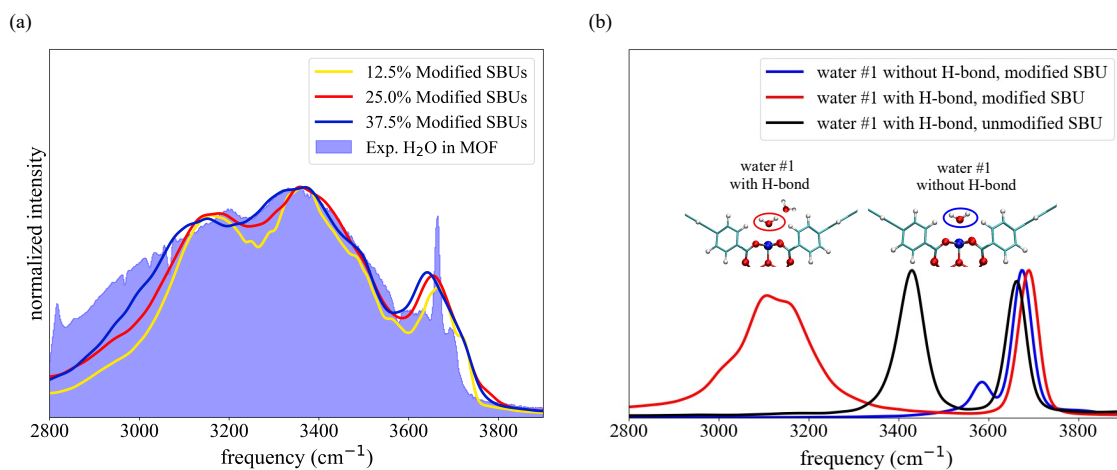 (a)
12.5% Modified SBUs
25.0% Modified SBUs
37.5% Modified SBUs
Exp. H₂O in MOF
normalized intensity
2800 3000 3200 3400 3600 3800
frequency (cm⁻¹)
(b)
water #1 without H-bond, modified SBU
water #1 with H-bond, modified SBU
water #1 with H-bond, unmodified SBU
water #1
with H-bond
water #1
without H-bond
2800 3000 3200 3400 3600 3800
frequency (cm⁻¹)